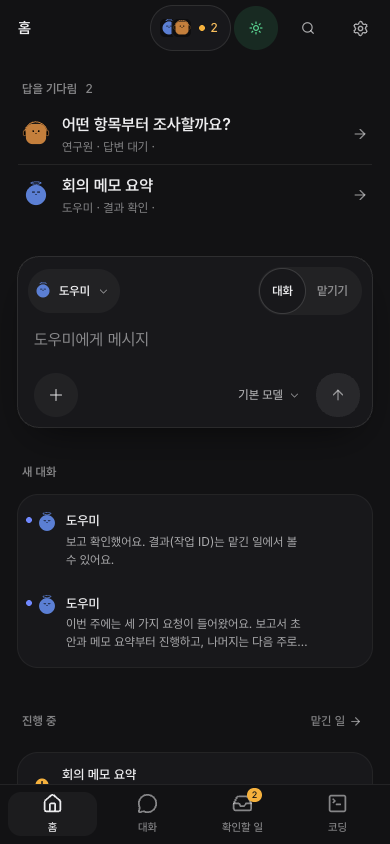 홈
2
답을 기다림 2
어떤 항목부터 조사할까요?
연구원 · 답변 대기 ·
회의 메모 요약
도우미 · 결과 확인 ·
도우미
대화
맡기기
도우미에게 메시지
기본 모델
새 대화
도우미
보고 확인했어요. 결과(작업 ID)는 맡긴 일에서 볼
수 있어요.
도우미
이번 주에는 세 가지 요청이 들어왔어요. 보고서 초
안과 메모 요약부터 진행하고, 나머지는 다음 주로...
진행 중
맡긴 일
회의 메모 요약
2
홈
대화
확인할 일
코딩